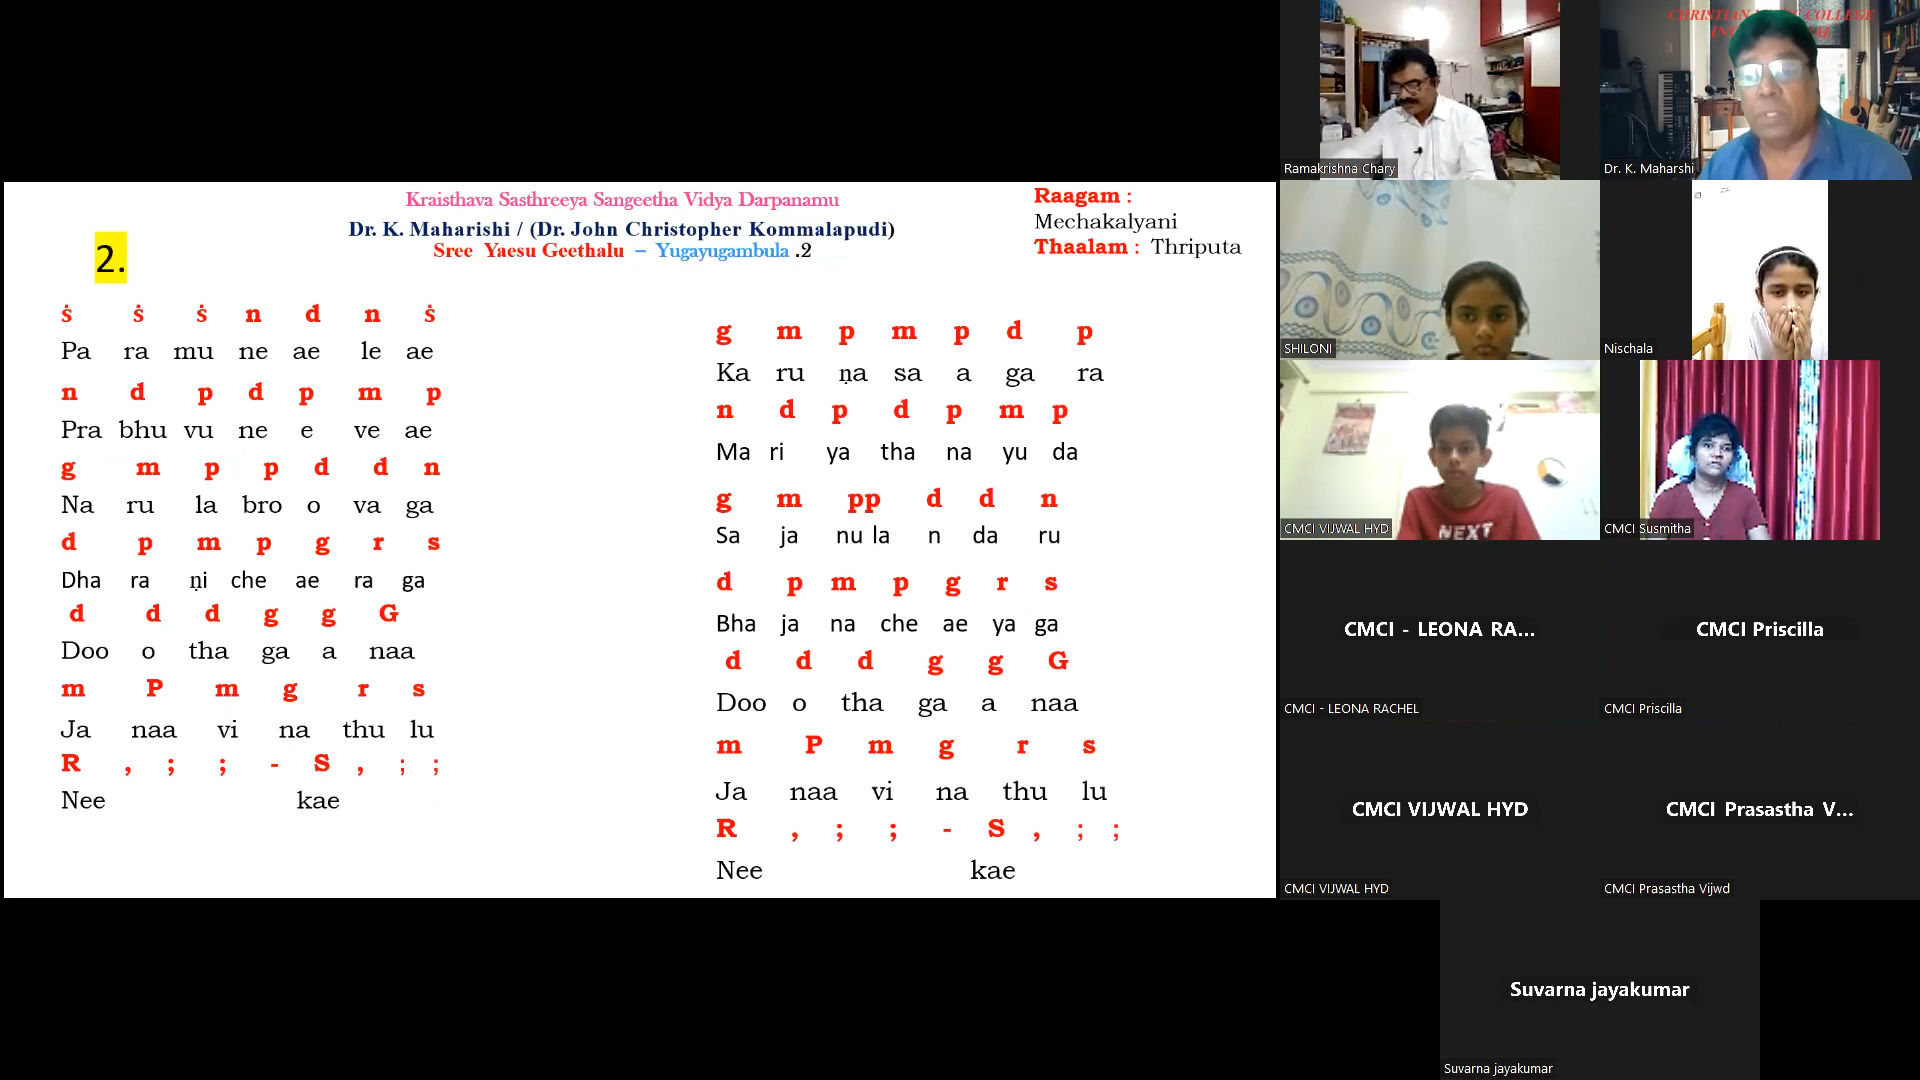 Kraisthava Sasthreeya Sangeetha Vidya Darpanamu
Dr. K. Maharishi / (Dr. John Christopher Kommalapudi)
Sree Yaesu Geethalu – Yugayugambula .2
Raagam :
Mechakalyani
Thaalam : Thriputa
2.
ṡ ṡ ṡ n d n ṡ
Pa ra mu ne ae le ae
n d p d p m p
Pra bhu vu ne e ve ae
g m p p d d n
Na ru la bro o va ga
d p m p g r s
Dha ra ṇi che ae ra ga
d d d g g G
Doo o tha ga a naa
m P m g r s
Ja naa vi na thu lu
R , ; ; - S , ; ;
Nee kae
g m p m p d p
Ka ru ṇa sa a ga ra
n d p d p m p
Ma ri ya tha na yu da
g m pp d d n
Sa ja nu la n da ru
d p m p g r s
Bha ja na che ae ya ga
d d d g g G
Doo o tha ga a naa
m P m g r s
Ja naa vi na thu lu
R , ; ; - S , ; ;
Nee kae
Ramakrishna Chary
CHRISTIAN COLLEGE
Dr. K. Maharshi
SHILONI
Nischala
NEXT
CMCI VIJWAL HYD
CMCI Susmitha
CMCI - LEONA RA...
CMCI - LEONA RACHEL
CMCI Priscilla
CMCI Priscilla
CMCI VIJWAL HYD
CMCI VIJWAL HYD
CMCI Prasastha V...
CMCI Prasastha Vijwd
Suvarna jayakumar
Suvarna jayakumar